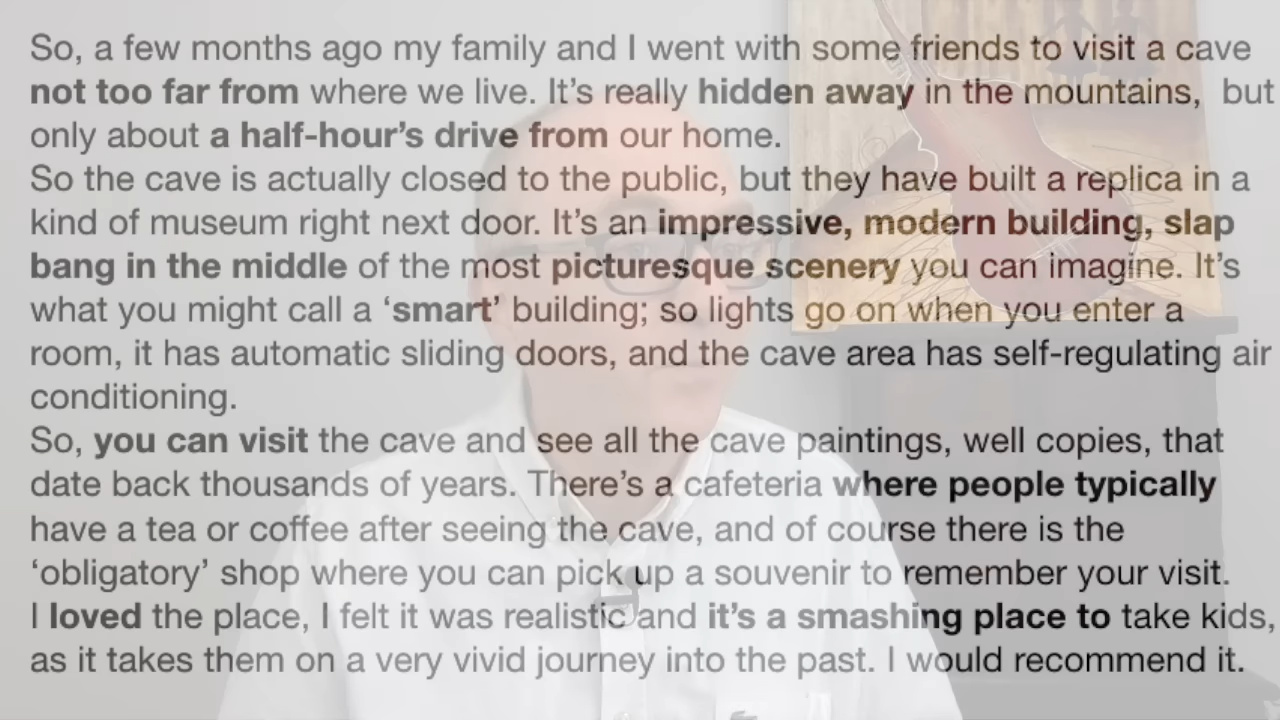 So, a few months ago my family and I went with some friends to visit a cave
not too far from where we live. It's really hidden away in the mountains,  but
only about a half-hour's drive from our home.
So the cave is actually closed to the public, but they have built a replica in a
kind of museum right next door. It's an impressive, modern building, slap
bang in the middle of the most picturesque scenery you can imagine. It's
what you might call a ‘smart’ building; so lights go on when you enter a
room, it has automatic sliding doors, and the cave area has self-regulating air
conditioning.
So, you can visit the cave and see all the cave paintings, well copies, that
date back thousands of years. There's a cafeteria where people typically
have a tea or coffee after seeing the cave, and of course there is the
‘obligatory’ shop where you can pick up a souvenir to remember your visit.
I loved the place, I felt it was realistic and it's a smashing place to take kids,
as it takes them on a very vivid journey into the past. I would recommend it.